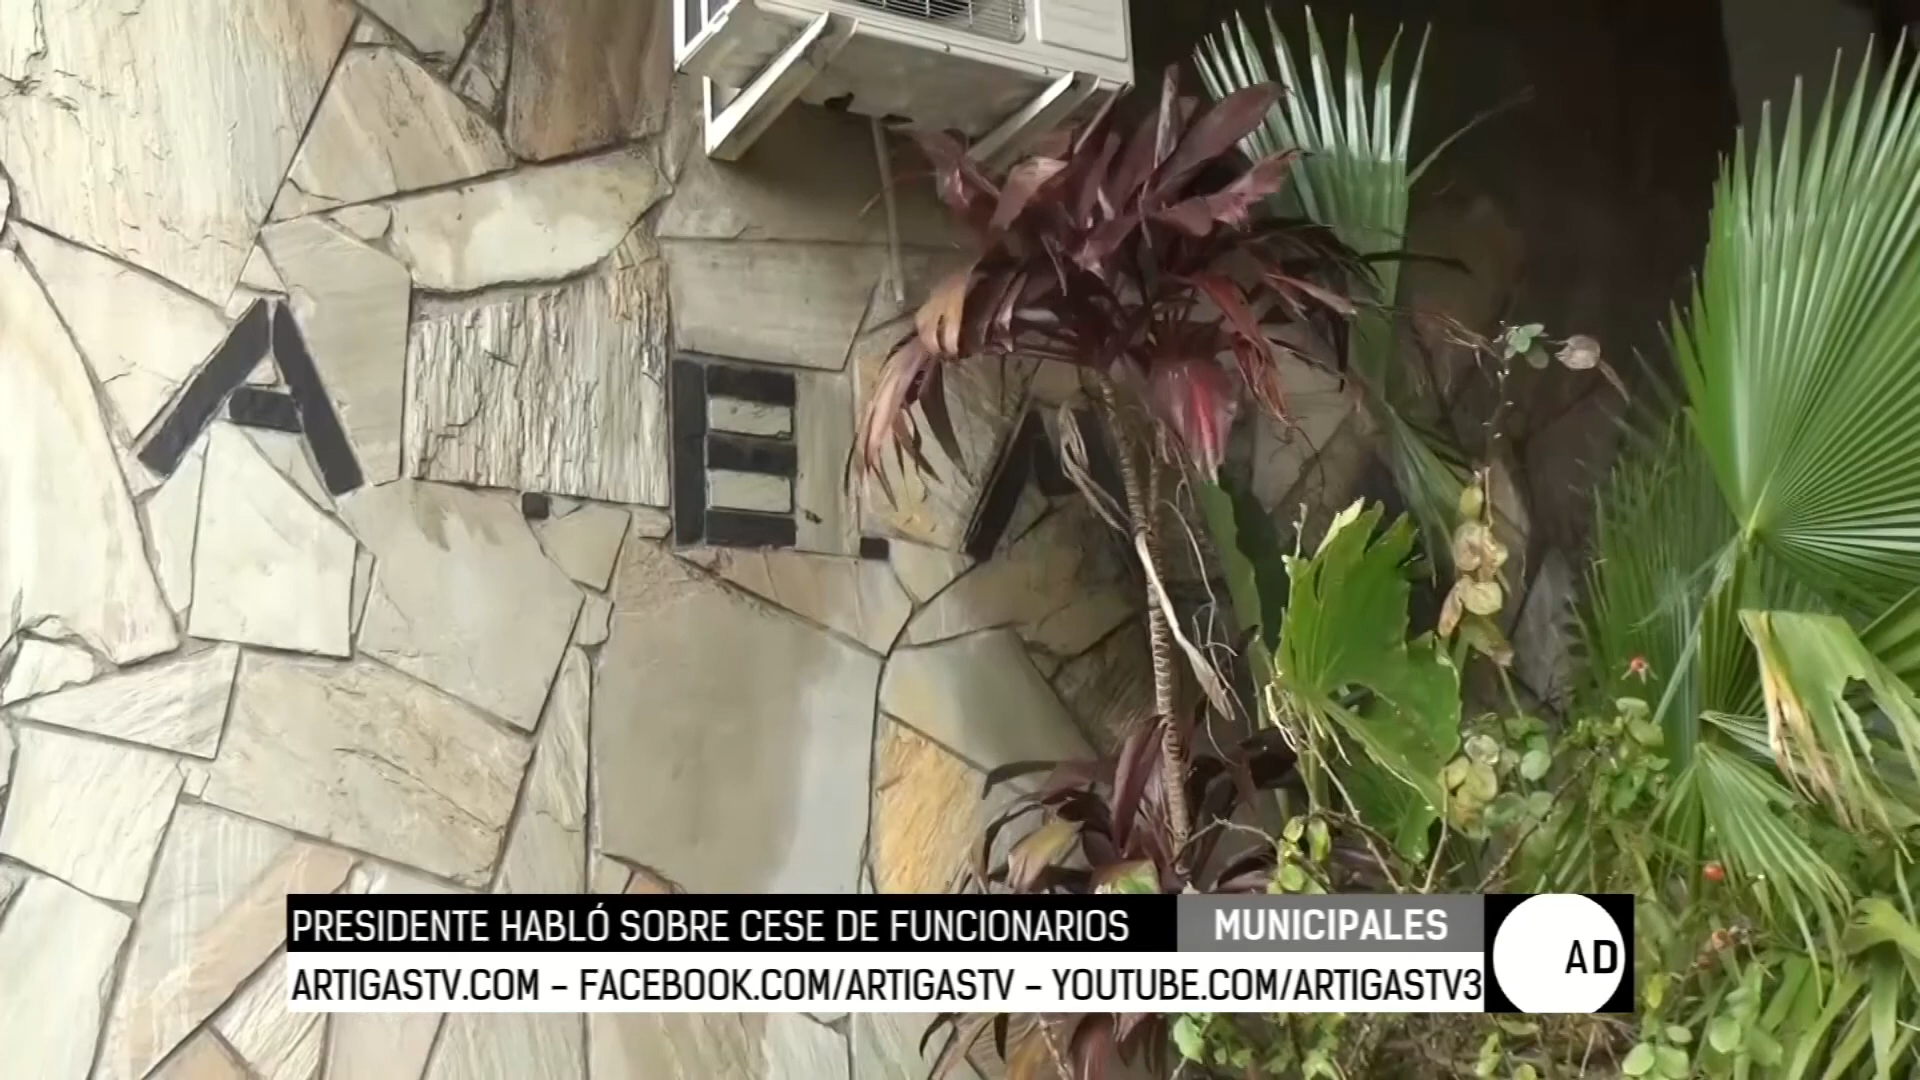 A.E.
PRESIDENTE HABLÓ SOBRE CESE DE FUNCIONARIOS
MUNICIPALES
ARTIGASTV.COM – FACEBOOK.COM/ARTIGASTV – YOUTUBE.COM/ARTIGASTV3
AD